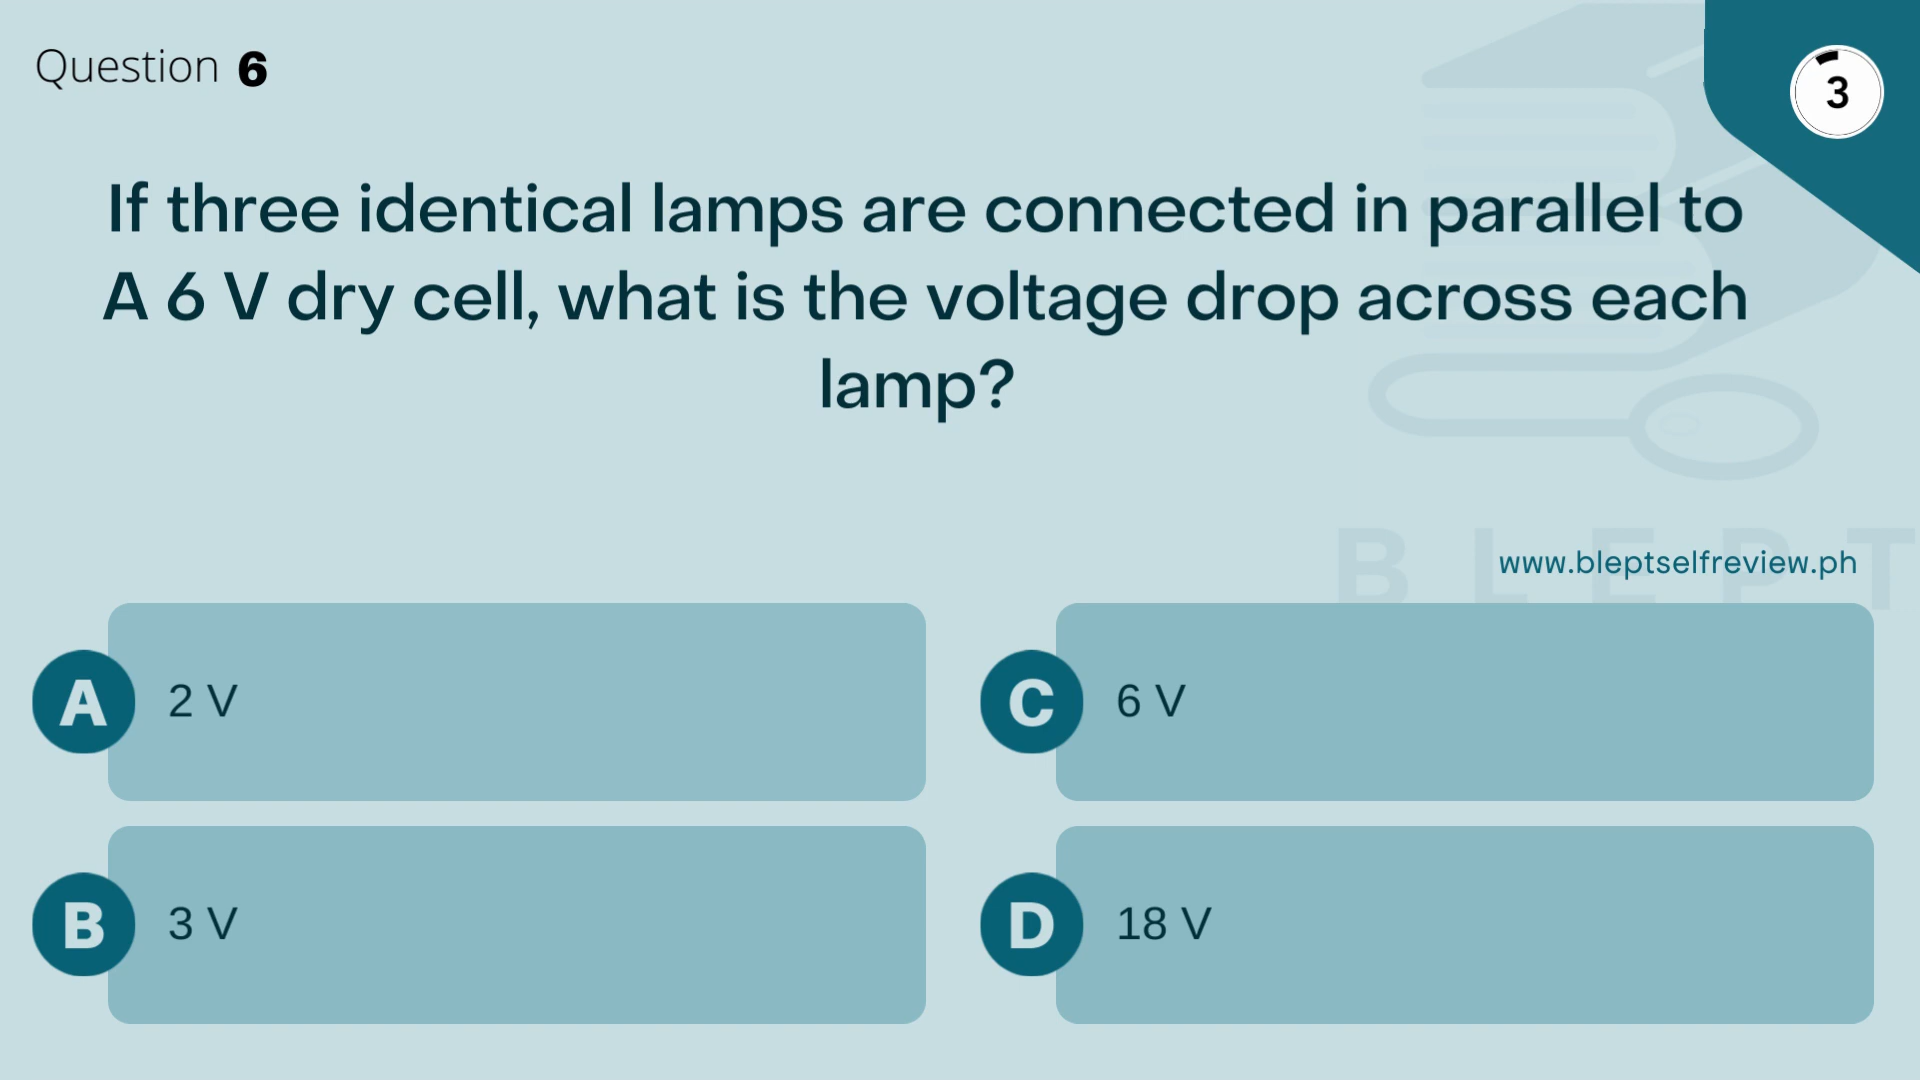 Question 6
3
If three identical lamps are connected in parallel to
A 6 V dry cell, what is the voltage drop across each
lamp?
BLEPT
www.bleptselfreview.ph
A 2 V
C 6 V
B 3 V
D 18 V